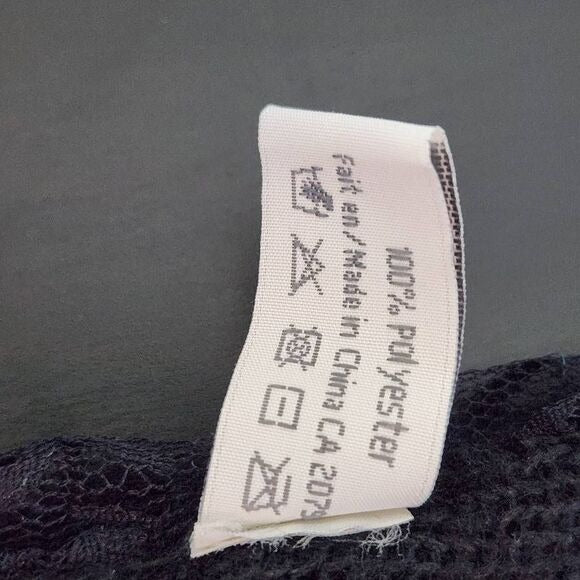 100% polyester
Fait en/Made in China CA 2079